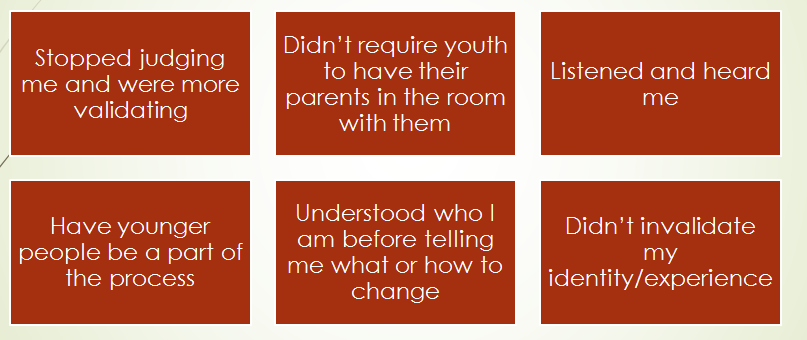 Stopped judging
me and were more
validating
Didn’t require youth
to have their
parents in the room
with them
Listened and heard
me
Have younger
people be a part of
the process
Understood who I
am before telling
me what or how to
change
Didn’t invalidate
my
identity/experience